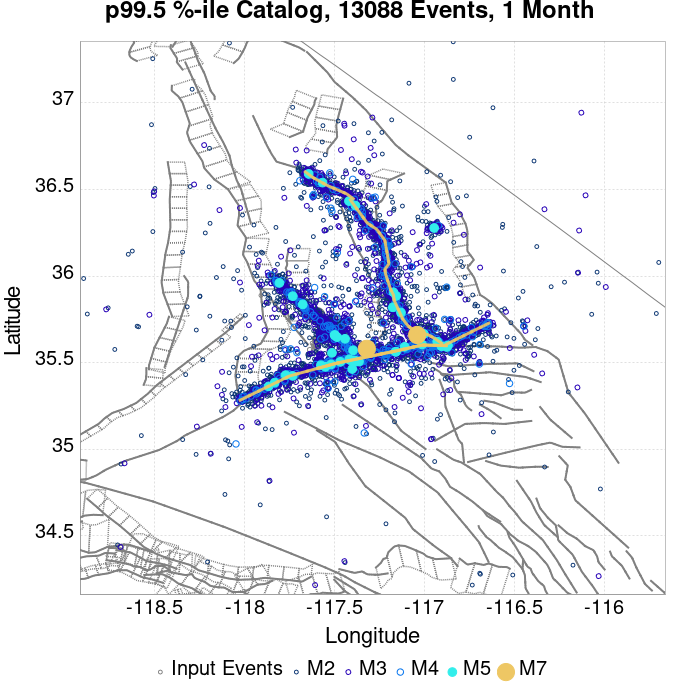 p99.5 %-ile Catalog, 13088 Events, 1 Month
37
36.5
36
35.5
35
34.5
Latitude
-118.5 -118 -117.5 -117 -116.5 -116
Longitude
Input Events M2 M3 M4 M5 M7